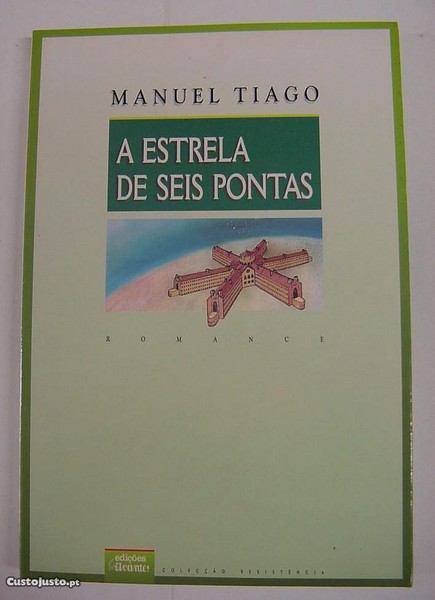 MANUEL TIAGO
A ESTRELA
DE SEIS PONTAS
ROMANCE
edições
Avante!
COLECÇÃO RESISTÊNCIA
CustoJusto.pt